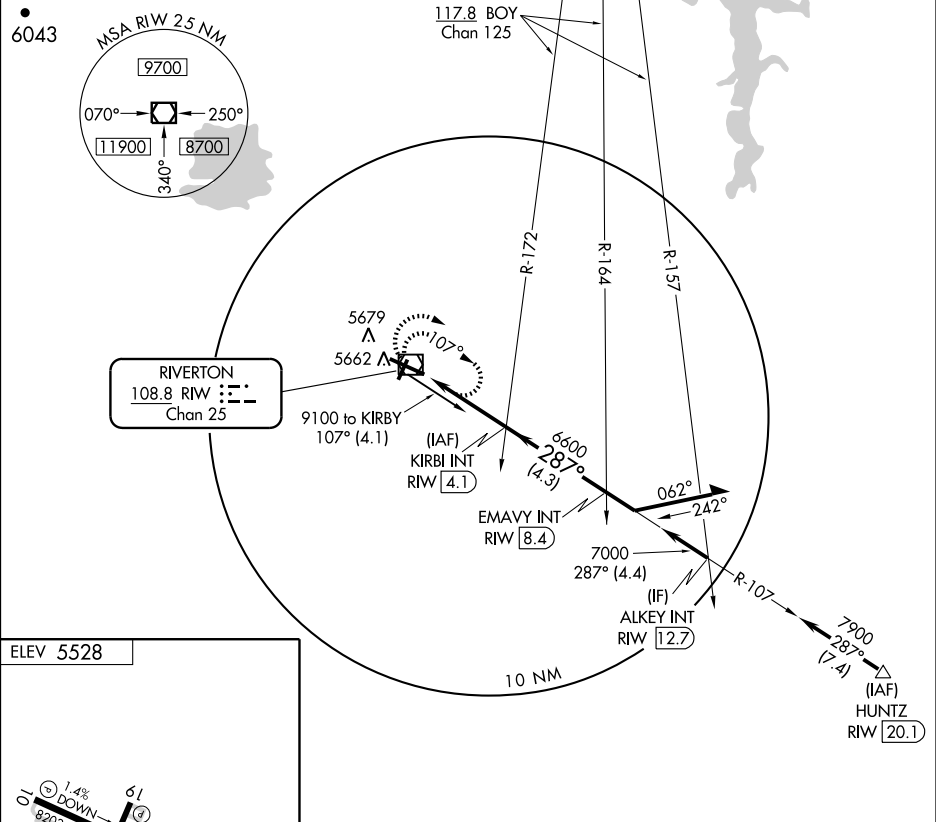 6043
MSA RIW 25 NM
9700
070°
250°
11900
8700
340°
117.8 BOY
Chan 125
R-172
R-164
R-157
5679
5662
107°
RIVERTON
108.8 RIW
Chan 25
9100 to KIRBY
107° (4.1)
(IAF)
KIRBI INT
RIW 4.1
6600
287°
(4.3)
EMAVY INT
RIW 8.4
062°
242°
7000
287° (4.4)
(IF)
ALKEY INT
RIW 12.7
R-107
7900
287°
(7.4)
(IAF)
HUNTZ
RIW 20.1
10 NM
ELEV 5528
10
P
1.4%
DOWN
8203
19
P